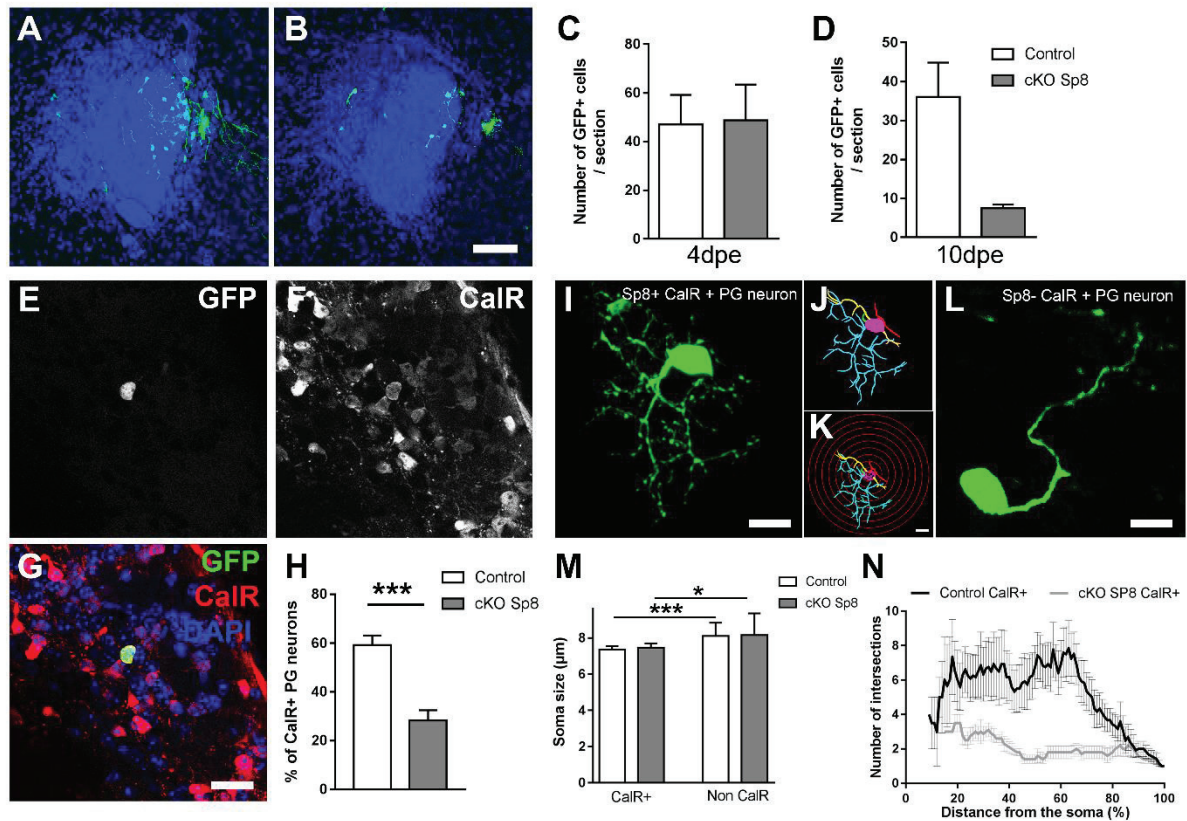 A
B
C
Number of GFP+ cells
/ section
80
60
40
20
0
4dpe
D
Number of GFP+ cells
/ section
50
40
30
20
10
0
10dpe
Control
cKO Sp8
E
GFP
F
CalR
G
GFP
CalR
DAPI
H
% of CalR+ PG neurons
80
60
40
20
0
***
Control
cKO Sp8
I
Sp8+ CalR + PG neuron
J
K
L
Sp8- CalR + PG neuron
M
Soma size (µm)
8
6
4
2
0
***
*
Control
cKO Sp8
CalR+
Non CalR
N
Control CalR+
cKO SP8 CalR+
Number of intersections
10
8
6
4
2
0
0
20
40
60
80
100
Distance from the soma (%)